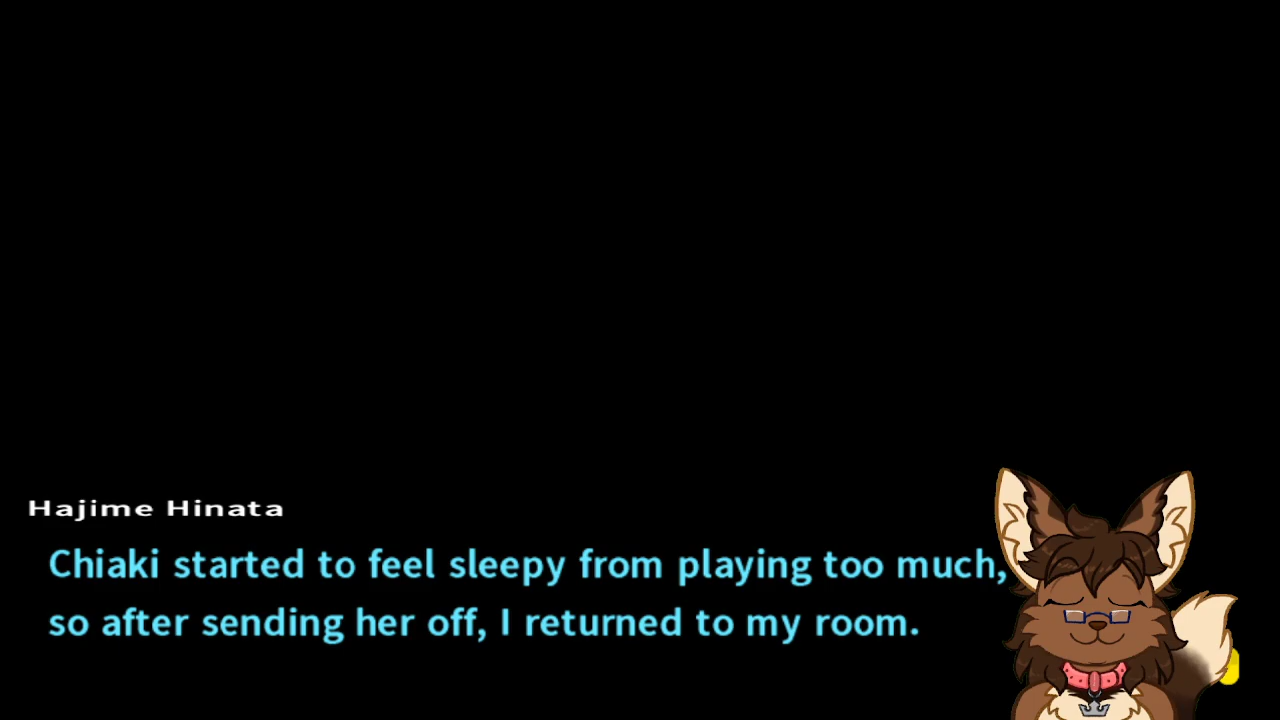 Hajime Hinata
Chiaki started to feel sleepy from playing too much,
so after sending her off, I returned to my room.